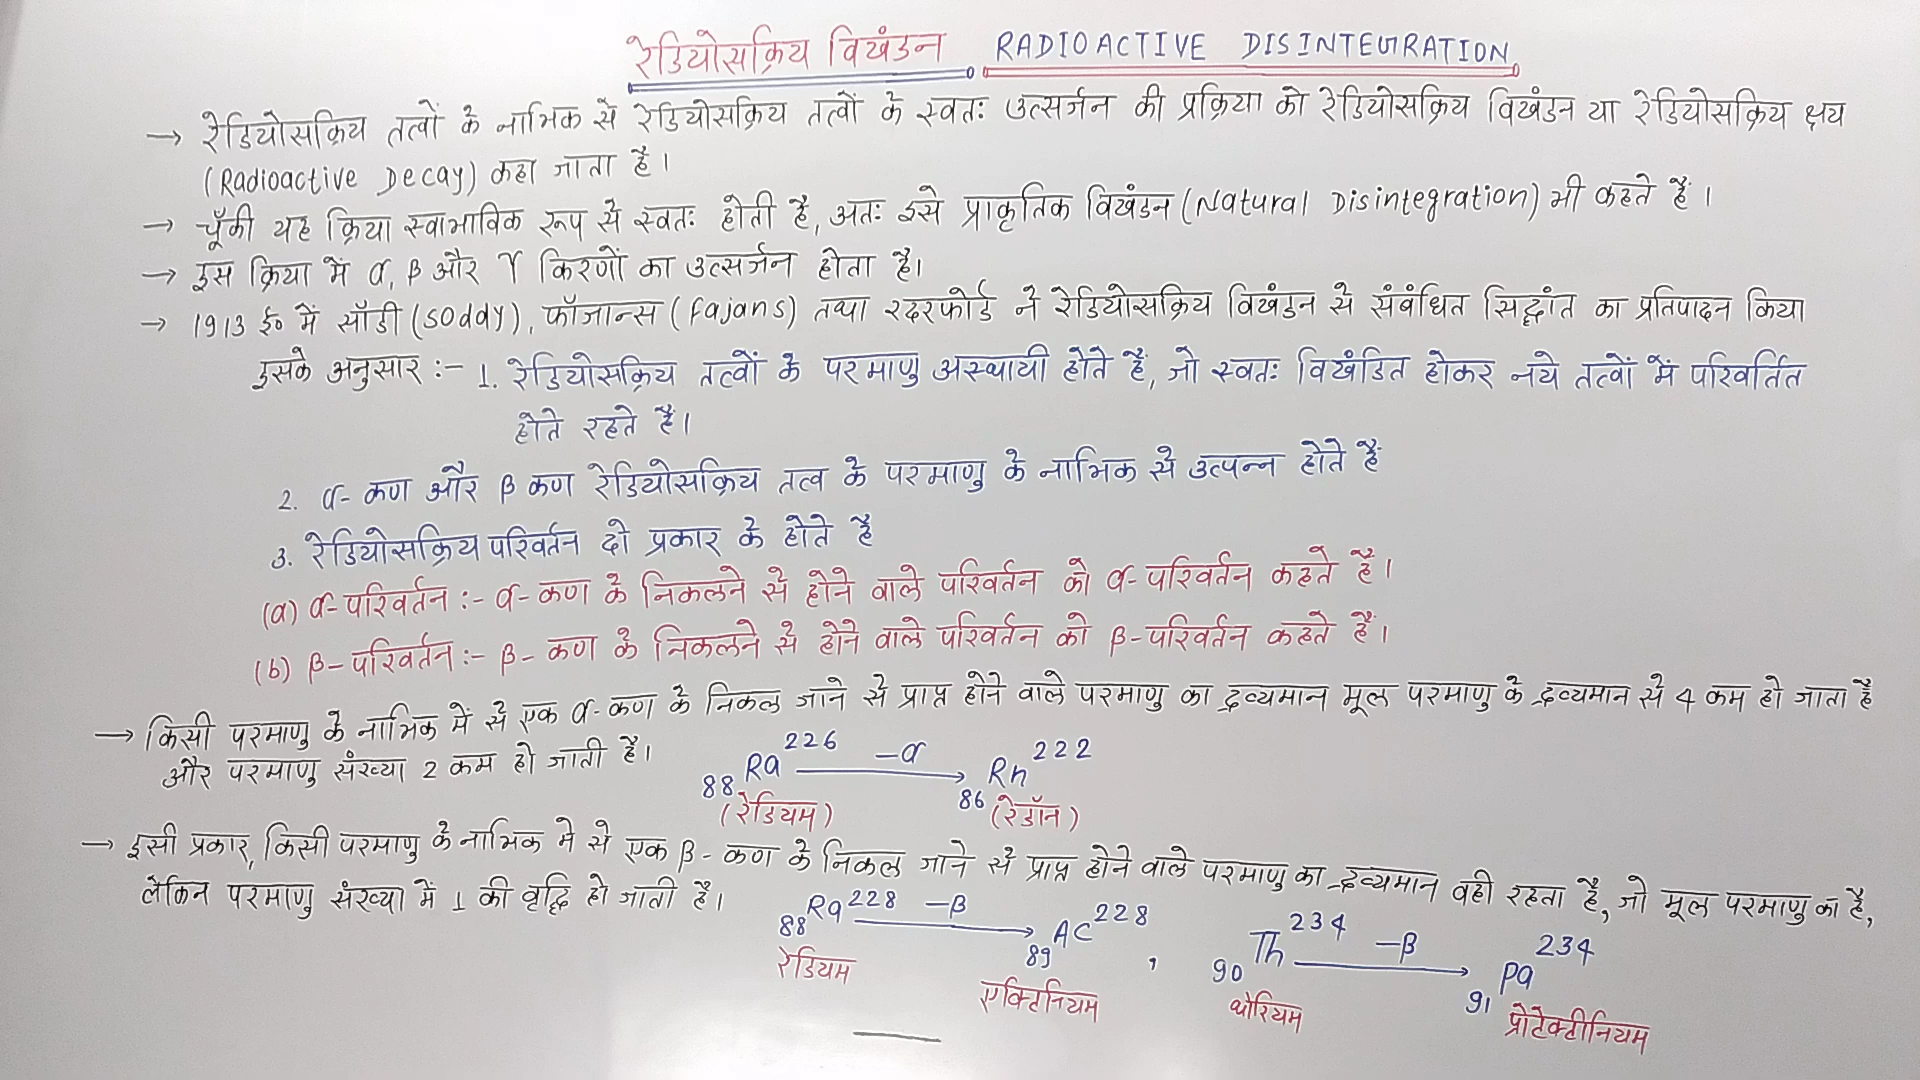 रेडियोसक्रिय विखंडन RADIOACTIVE DISINTEGRATION
→ रेडियोसक्रिय तत्वों के नाभिक से रेडियोसक्रिय तत्वों के स्वतः उत्सर्जन की प्रक्रिया को रेडियोसक्रिय विखंडन या रेडियोसक्रिय क्षय
(Radioactive Decay) कहा जाता है।
→ चूँकी यह क्रिया स्वाभाविक रूप से स्वतः होती है, अतः इसे प्राकृतिक विखंडन (Natural Disintegration) भी कहते हैं।
→ इस क्रिया में α, β और γ किरणों का उत्सर्जन होता है।
→ 1913 ई० में सॉडी (Soddy), फॉजान्स (Fajans) तथा रदरफोर्ड ने रेडियोसक्रिय विखंडन से संबंधित सिद्धांत का प्रतिपादन किया
इसके अनुसार :- 1. रेडियोसक्रिय तत्वों के परमाणु अस्थायी होते हैं, जो स्वतः विखंडित होकर नये तत्वों में परिवर्तित
होते रहते हैं।
2. α- कण और β कण रेडियोसक्रिय तत्व के परमाणु के नाभिक से उत्पन्न होते हैं
3. रेडियोसक्रिय परिवर्तन दो प्रकार के होते हैं
(a) α- परिवर्तन :- α- कण के निकलने से होने वाले परिवर्तन को α- परिवर्तन कहते हैं।
(b) β- परिवर्तन :- β- कण के निकलने से होने वाले परिवर्तन को β- परिवर्तन कहते हैं।
→ किसी परमाणु के नाभिक में से एक α- कण के निकल जाने से प्राप्त होने वाले परमाणु का द्रव्यमान मूल परमाणु के द्रव्यमान से 4 कम हो जाता है
और परमाणु संख्या 2 कम हो जाती है।
₈₈Ra²²⁶ —α→ ₈₆Rn²²²
(रेडियम) (रेडॉन)
→ इसी प्रकार, किसी परमाणु के नाभिक मे से एक β- कण के निकल जाने से प्राप्त होने वाले परमाणु का द्रव्यमान वही रहता है, जो मूल परमाणु का है,
लेकिन परमाणु संख्या में 1 की वृद्धि हो जाती है।
₈₈Ra²²⁸ —β→ ₈₉AC²²⁸ , ₉₀Th²³⁴ —β→ ₉₁Pa²³⁴
रेडियम एक्टिनियम थोरियम प्रोटेक्टीनियम